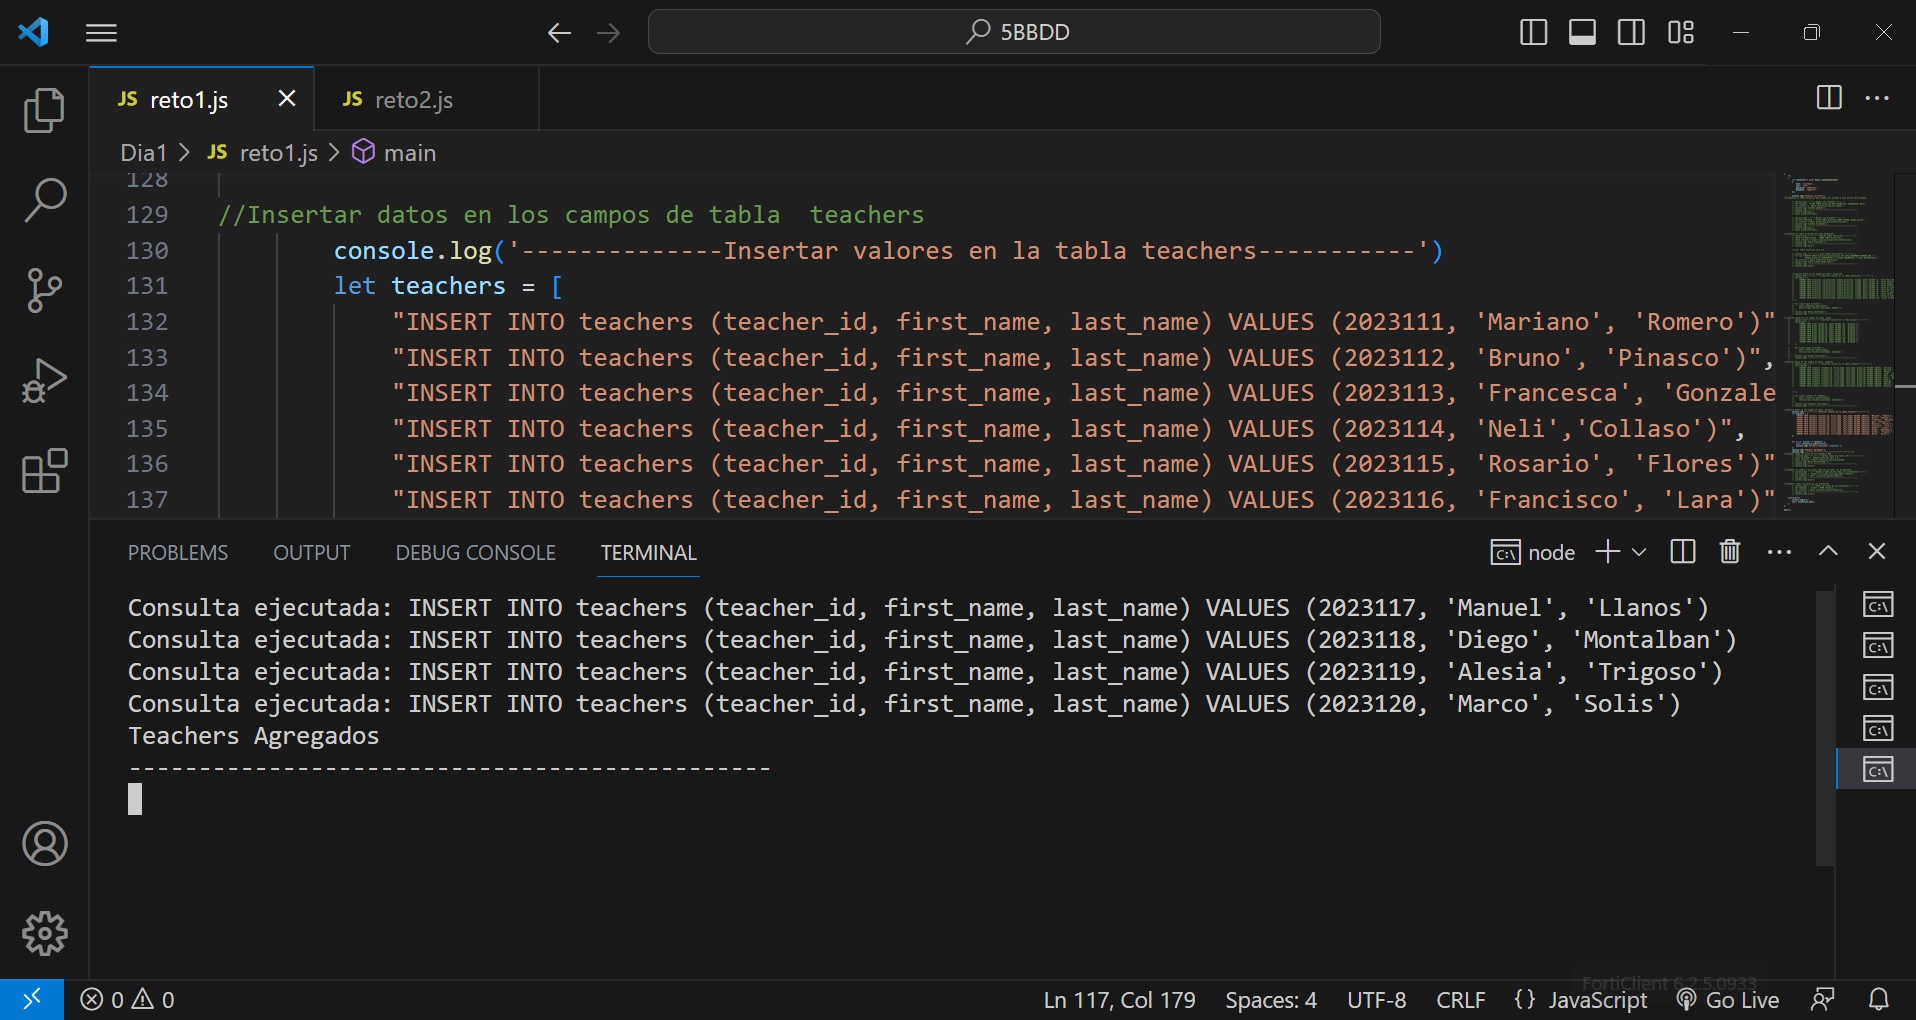 5BBDD
JS reto1.js
JS reto2.js
Dia1 > JS reto1.js > main
128
129 //Insertar datos en los campos de tabla  teachers
130 console.log('--------------Insertar valores en la tabla teachers-----------')
131 let teachers = [
132 "INSERT INTO teachers (teacher_id, first_name, last_name) VALUES (2023111, 'Mariano', 'Romero')"
133 "INSERT INTO teachers (teacher_id, first_name, last_name) VALUES (2023112, 'Bruno', 'Pinasco')",
134 "INSERT INTO teachers (teacher_id, first_name, last_name) VALUES (2023113, 'Francesca', 'Gonzale
135 "INSERT INTO teachers (teacher_id, first_name, last_name) VALUES (2023114, 'Neli','Collaso')",
136 "INSERT INTO teachers (teacher_id, first_name, last_name) VALUES (2023115, 'Rosario', 'Flores')"
137 "INSERT INTO teachers (teacher_id, first_name, last_name) VALUES (2023116, 'Francisco', 'Lara')"
PROBLEMS OUTPUT DEBUG CONSOLE TERMINAL
node
Consulta ejecutada: INSERT INTO teachers (teacher_id, first_name, last_name) VALUES (2023117, 'Manuel', 'Llanos')
Consulta ejecutada: INSERT INTO teachers (teacher_id, first_name, last_name) VALUES (2023118, 'Diego', 'Montalban')
Consulta ejecutada: INSERT INTO teachers (teacher_id, first_name, last_name) VALUES (2023119, 'Alesia', 'Trigoso')
Consulta ejecutada: INSERT INTO teachers (teacher_id, first_name, last_name) VALUES (2023120, 'Marco', 'Solis')
Teachers Agregados
----------------------------------------------
FortiClient 6.2.5.0933
0 0 Ln 117, Col 179 Spaces: 4 UTF-8 CRLF {} JavaScript Go Live